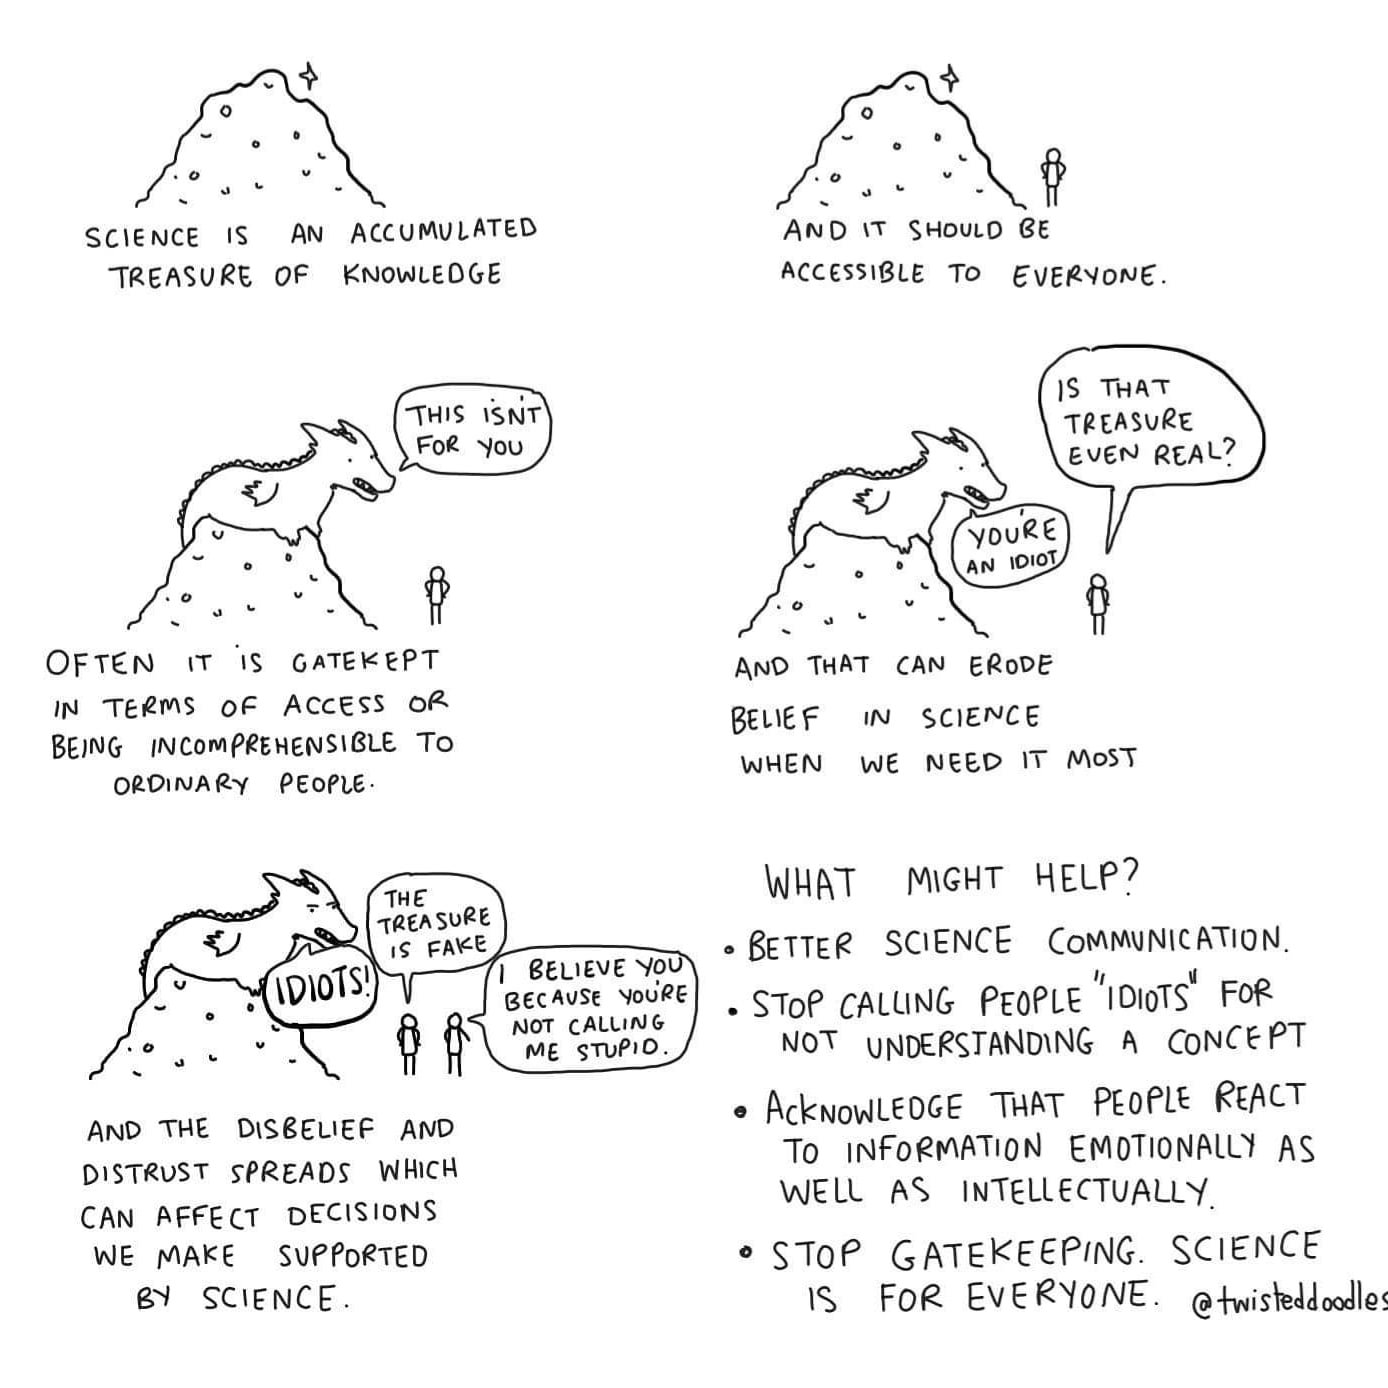 SCIENCE IS AN ACCUMULATED
TREASURE OF KNOWLEDGE
AND IT SHOULD BE
ACCESSIBLE TO EVERYONE.
THIS ISN'T
FOR YOU
OFTEN IT IS GATEKEPT
IN TERMS OF ACCESS OR
BEING INCOMPREHENSIBLE TO
ORDINARY PEOPLE.
IS THAT
TREASURE
EVEN REAL?
YOU'RE
AN IDIOT
AND THAT CAN ERODE
BELIEF IN SCIENCE
WHEN WE NEED IT MOST
THE
TREASURE
IS FAKE
IDIOTS!
I BELIEVE YOU
BECAUSE YOU'RE
NOT CALLING
ME STUPID.
AND THE DISBELIEF AND
DISTRUST SPREADS WHICH
CAN AFFECT DECISIONS
WE MAKE SUPPORTED
BY SCIENCE.
WHAT MIGHT HELP?
• BETTER SCIENCE COMMUNICATION.
• STOP CALLING PEOPLE "IDIOTS" FOR
NOT UNDERSTANDING A CONCEPT
• ACKNOWLEDGE THAT PEOPLE REACT
TO INFORMATION EMOTIONALLY AS
WELL AS INTELLECTUALLY.
• STOP GATEKEEPING. SCIENCE
IS FOR EVERYONE. @twisteddoodles